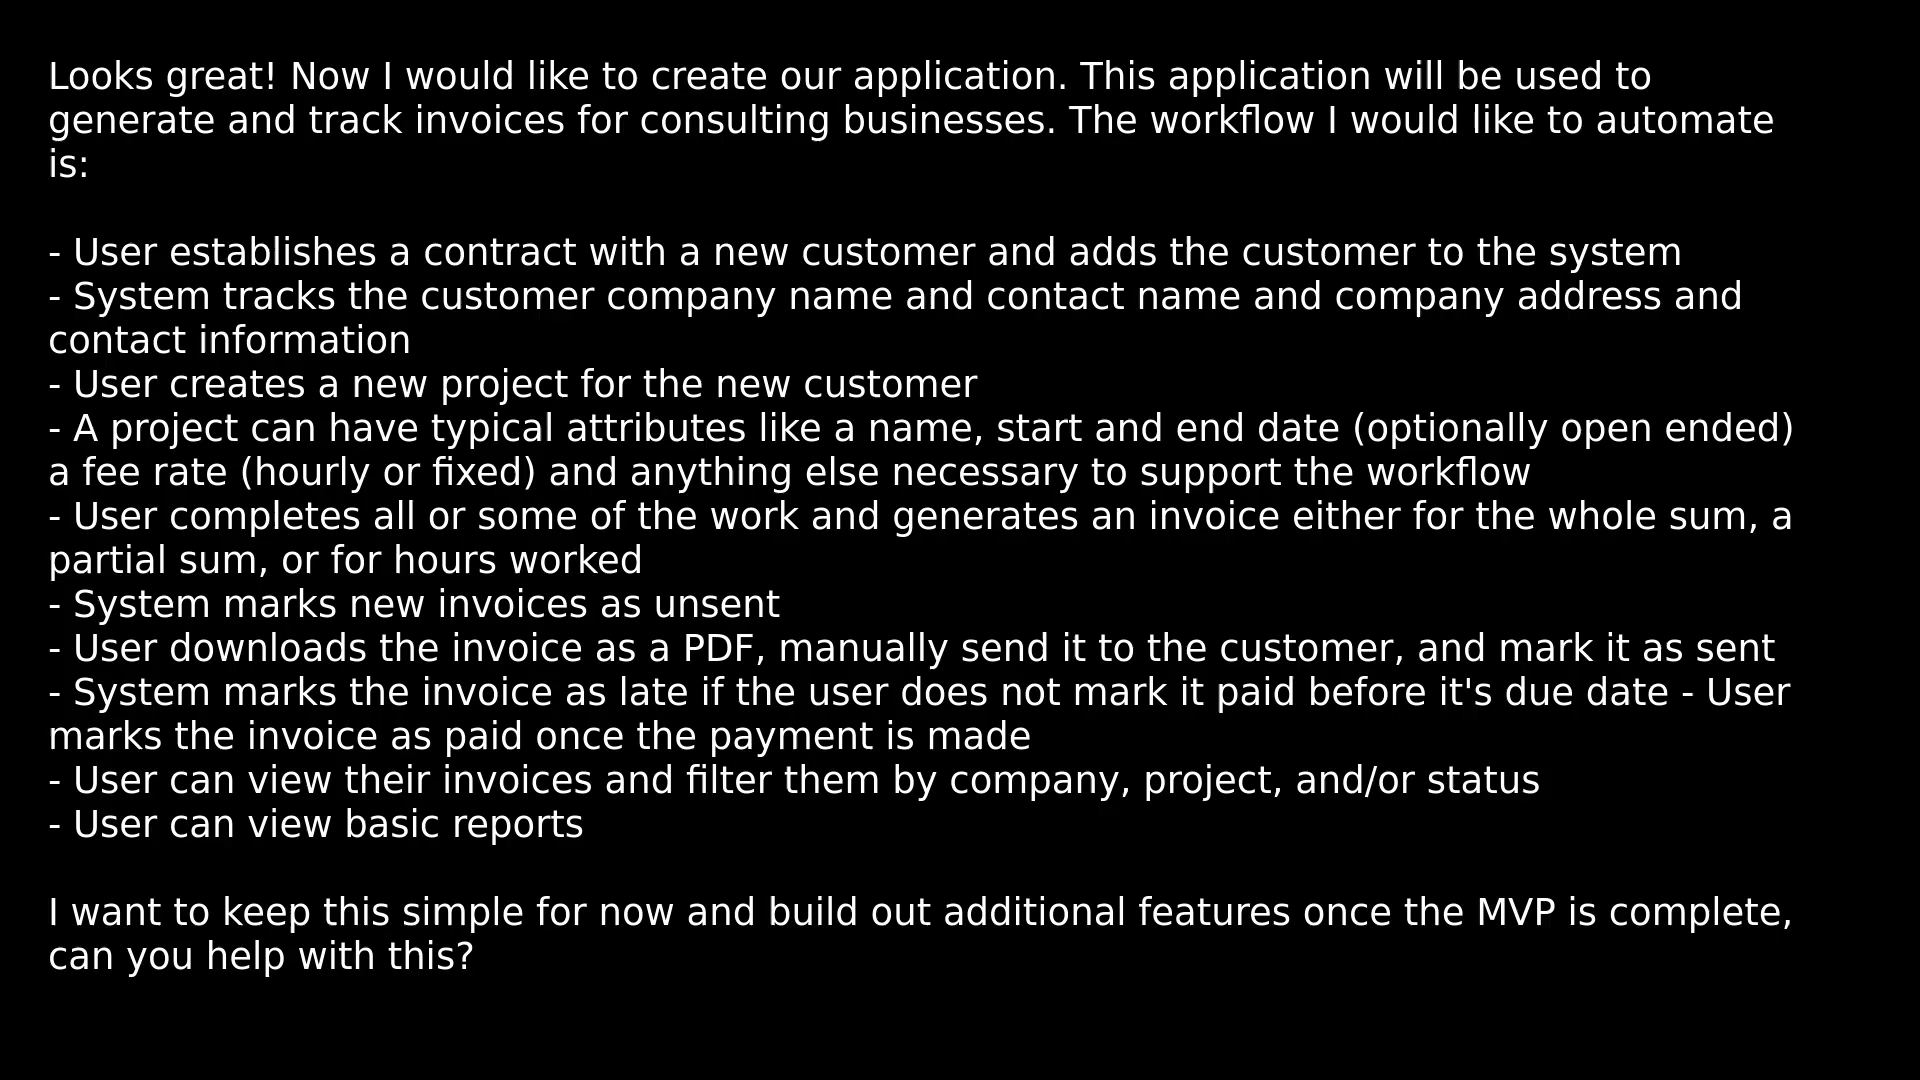 Looks great! Now I would like to create our application. This application will be used to
generate and track invoices for consulting businesses. The workflow I would like to automate
is:
- User establishes a contract with a new customer and adds the customer to the system
- System tracks the customer company name and contact name and company address and
contact information
- User creates a new project for the new customer
- A project can have typical attributes like a name, start and end date (optionally open ended)
a fee rate (hourly or fixed) and anything else necessary to support the workflow
- User completes all or some of the work and generates an invoice either for the whole sum, a
partial sum, or for hours worked
- System marks new invoices as unsent
- User downloads the invoice as a PDF, manually send it to the customer, and mark it as sent
- System marks the invoice as late if the user does not mark it paid before it's due date - User
marks the invoice as paid once the payment is made
- User can view their invoices and filter them by company, project, and/or status
- User can view basic reports
I want to keep this simple for now and build out additional features once the MVP is complete,
can you help with this?